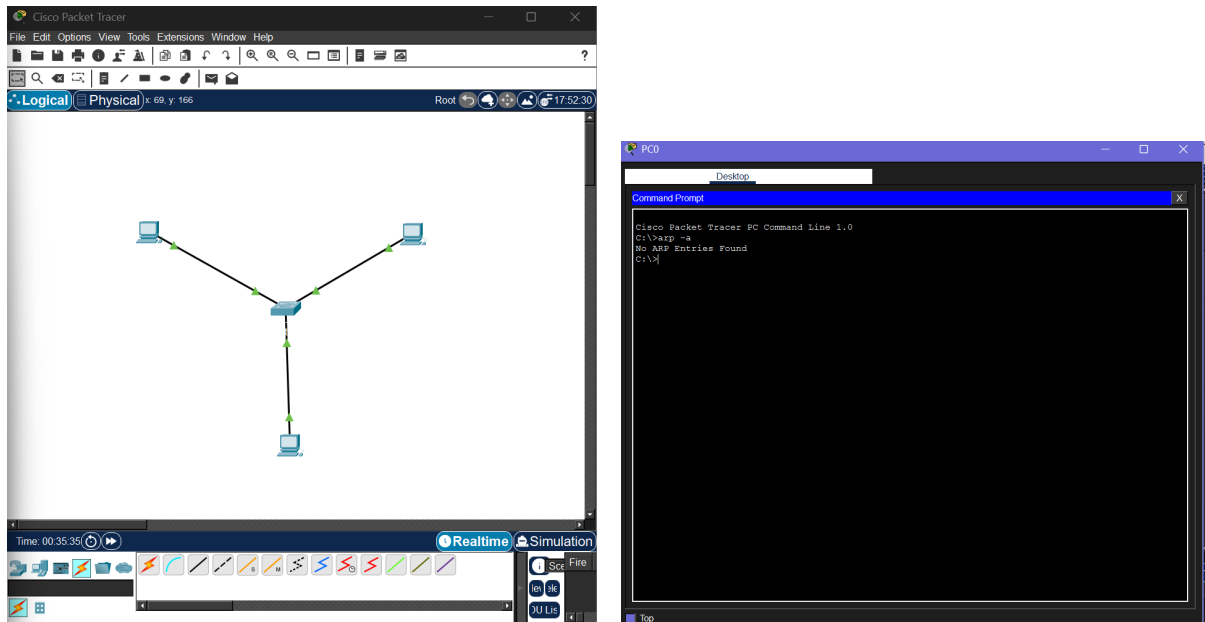 Cisco Packet Tracer
File Edit Options View Tools Extensions Window Help
?
Logical Physical x: 69, y: 166 Root 17:52:30
Time: 00:35:35 Realtime Simulation
S M
Sce Fire
PC0
Desktop
Command Prompt X
Cisco Packet Tracer PC Command Line 1.0
C:\>arp -a
No ARP Entries Found
C:\>
Top